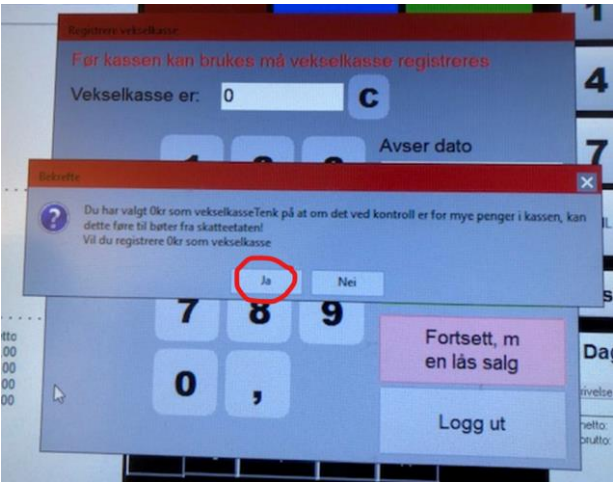 Registrere vekselkasse
Før kassen kan brukes må vekselkasse registreres
Vekselkasse er: 0 C
Avser dato
4
7
Bekrefte
Du har valgt 0kr som vekselkasseTenk på at om det ved kontroll er for mye penger i kassen, kan
dette føre til bøter fra skatteetaten!
Vil du registrere 0kr som vekselkasse
Ja Nei
7 8 9
Fortsett, m
en lås salg
0 ,
Logg ut